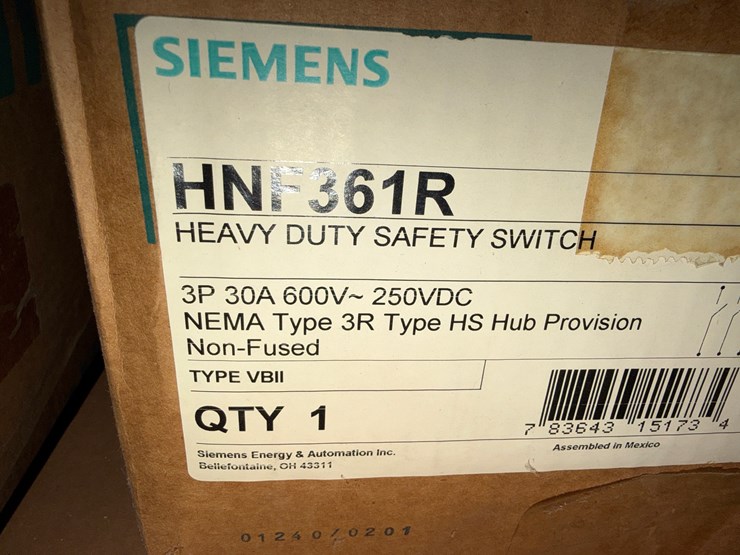 SIEMENS
HNF361R
HEAVY DUTY SAFETY SWITCH
3P 30A 600V~ 250VDC
NEMA Type 3R Type HS Hub Provision
Non-Fused
TYPE VBII
QTY 1
7 83643 15173 4
Siemens Energy & Automation Inc.
Bellefontaine, OH 43311
Assembled in Mexico
01240/0201